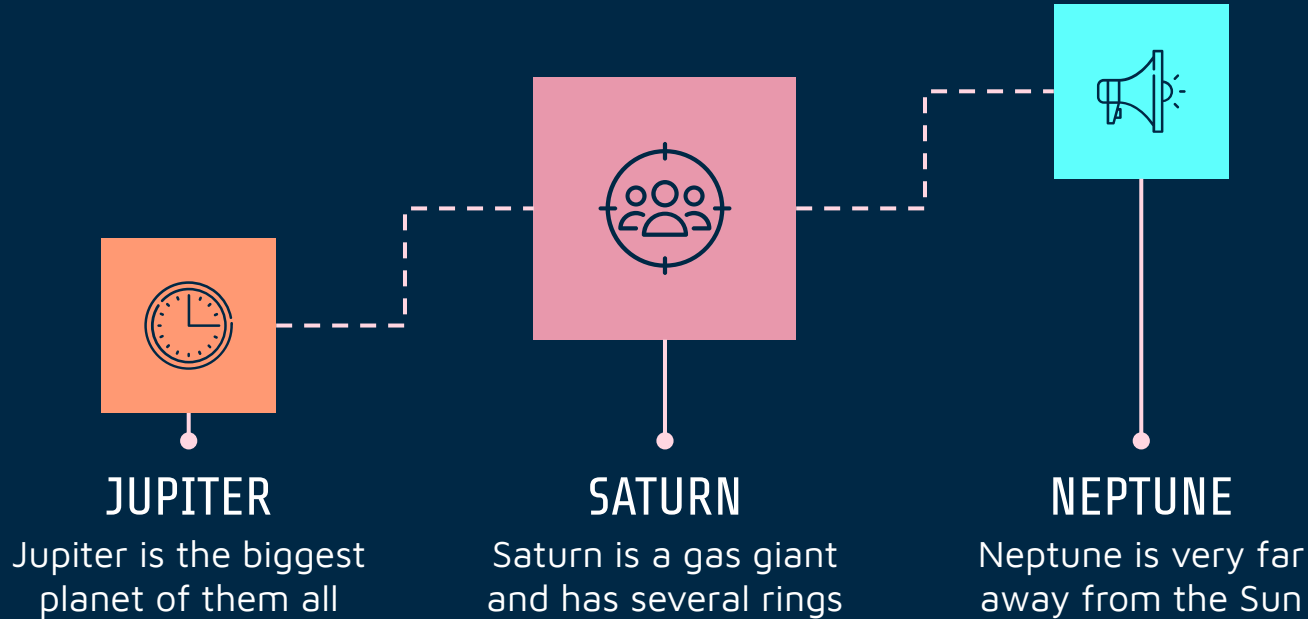 JUPITER
Jupiter is the biggest
planet of them all
SATURN
Saturn is a gas giant
and has several rings
NEPTUNE
Neptune is very far
away from the Sun